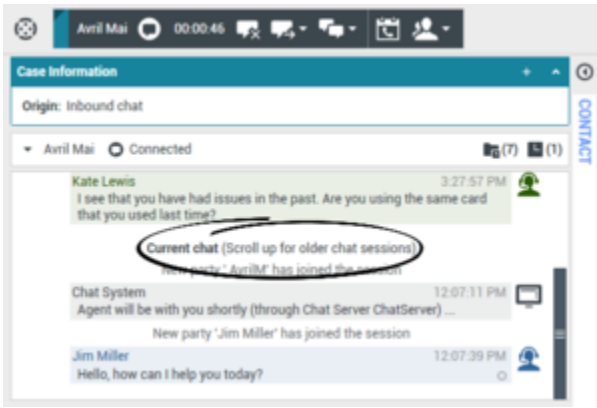 Avril Mai 00:00:46
Case Information
Origin: Inbound chat
CONTACT
Avril Mai Connected (7) (1)
Kate Lewis 3:27:57 PM
I see that you have had issues in the past. Are you using the same card
that you used last time?
Current chat (Scroll up for older chat sessions)
New party ' AvrilM' has joined the session
Chat System 12:07:11 PM
Agent will be with you shortly (through Chat Server ChatServer) ...
New party 'Jim Miller' has joined the session
Jim Miller 12:07:39 PM
Hello, how can I help you today?